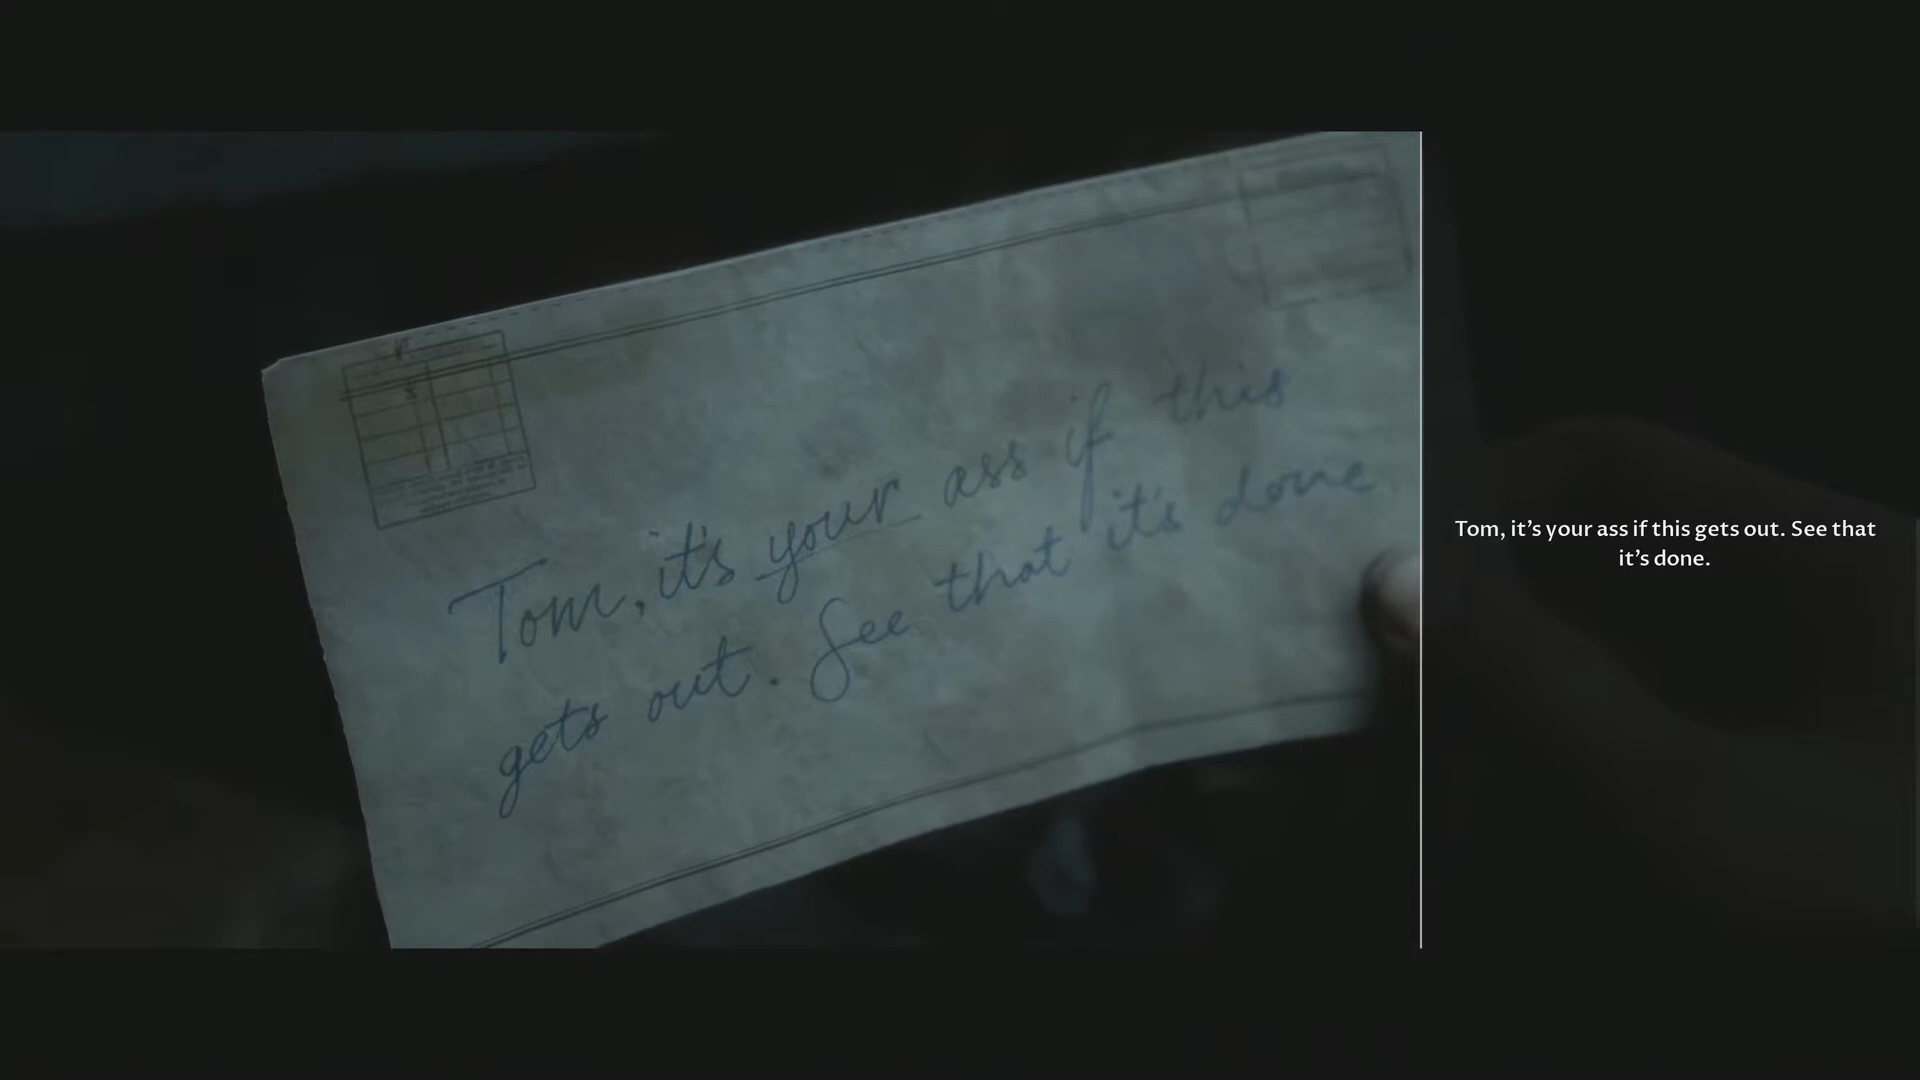 Tom, it's your ass if this
gets out. See that it's done
Tom, it’s your ass if this gets out. See that
it’s done.